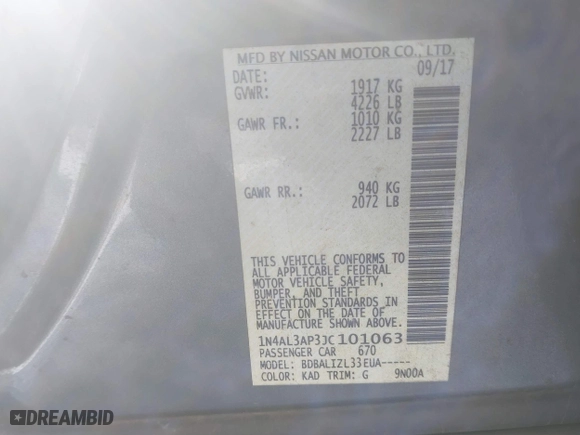 MFD BY NISSAN MOTOR CO., LTD.
DATE: 09/17
GVWR: 1917 KG
4226 LB
GAWR FR.: 1010 KG
2227 LB
GAWR RR.: 940 KG
2072 LB
THIS VEHICLE CONFORMS TO
ALL APPLICABLE FEDERAL
MOTOR VEHICLE SAFETY,
BUMPER, AND THEFT
PREVENTION STANDARDS IN
EFFECT ON THE DATE OF
MANUFACTURE SHOWN ABOVE.
1N4AL3AP3JC101063
PASSENGER CAR 670
MODEL: BDBALIZL33EUA-----
COLOR: KAD TRIM: G 9N00A
DREAMBID